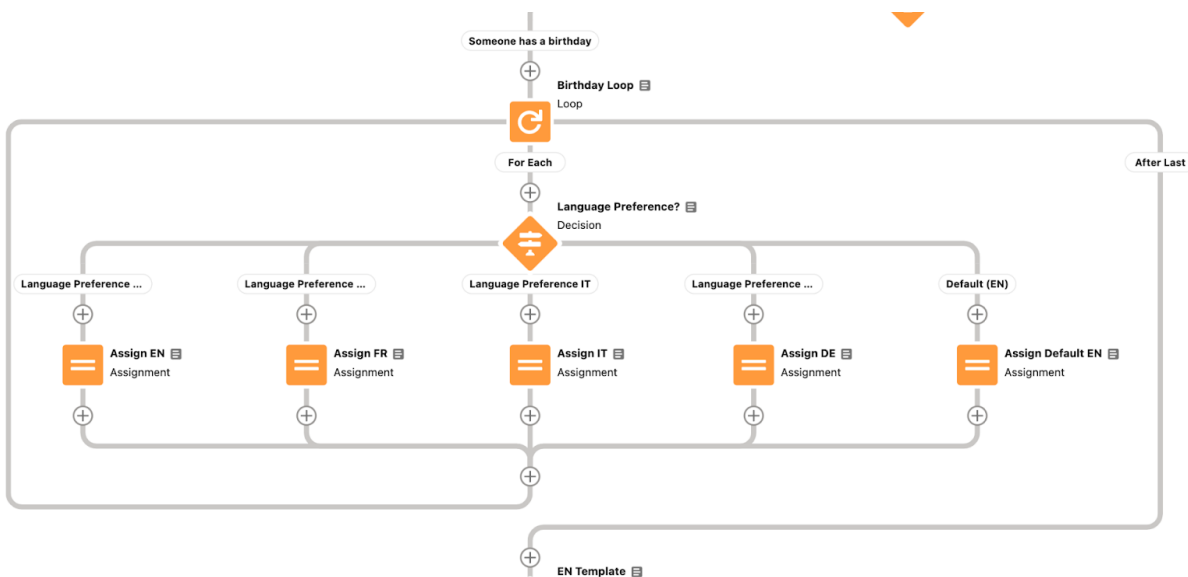 Someone has a birthday
Birthday Loop
Loop
For Each
After Last
Language Preference?
Decision
Language Preference ...
Language Preference ...
Language Preference IT
Language Preference ...
Default (EN)
Assign EN
Assignment
Assign FR
Assignment
Assign IT
Assignment
Assign DE
Assignment
Assign Default EN
Assignment
EN Template